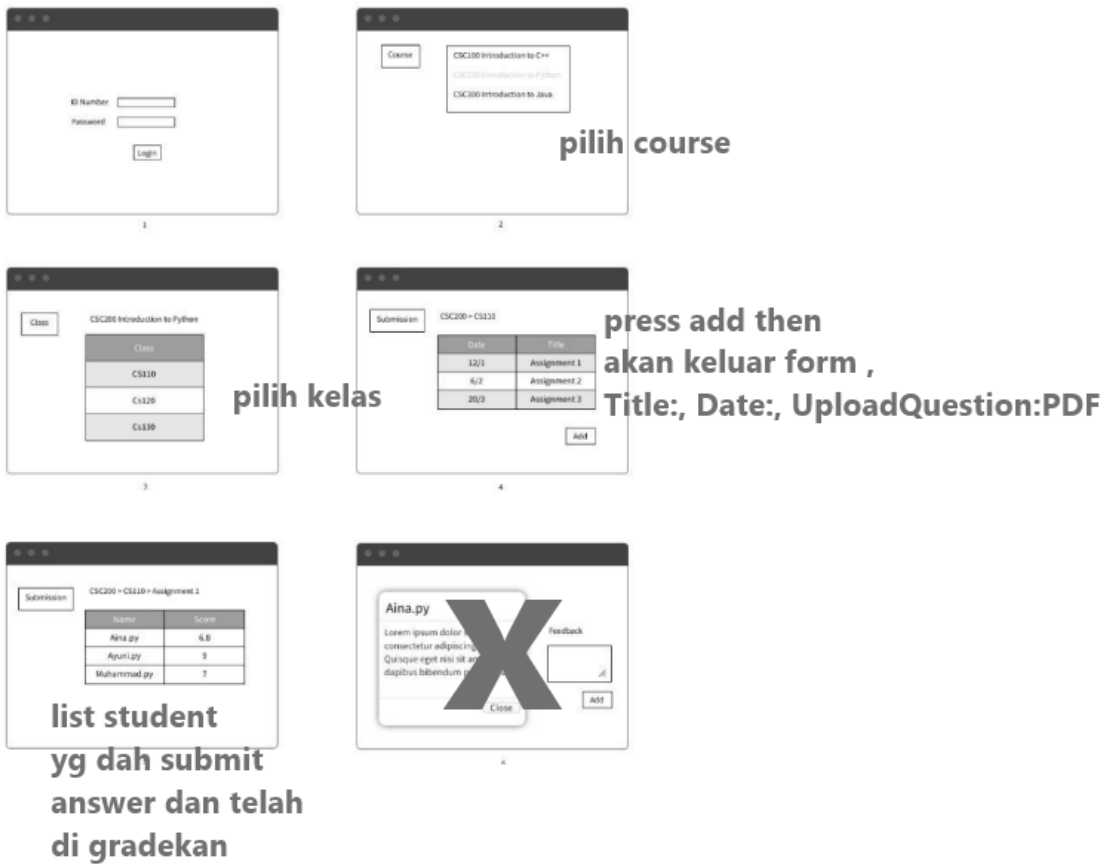 ID Number
Password
Login
1
Course
CSC100 Introduction to C++
CSC200 Introduction to Python
CSC300 Introduction to Java
pilih course
2
Class
CSC200 Introduction to Python
Class
CS110
Cs120
Cs130
pilih kelas
3
Submission
CSC200 > CS110
Date Title
12/1 Assignment 1
6/2 Assignment 2
20/3 Assignment 3
Add
press add then
akan keluar form ,
Title:, Date:, UploadQuestion:PDF
4
Submission
CSC200 > CS110 > Assignment 1
Name Score
Aina.py 6.8
Ayuni.py 9
Muhammad.py 7
list student
yg dah submit
answer dan telah
di gradekan
Aina.py
Lorem ipsum dolor
consectetur adipiscing
Quisque eget nisi sit
dapibus bibendum
Close
X
Feedback
Add